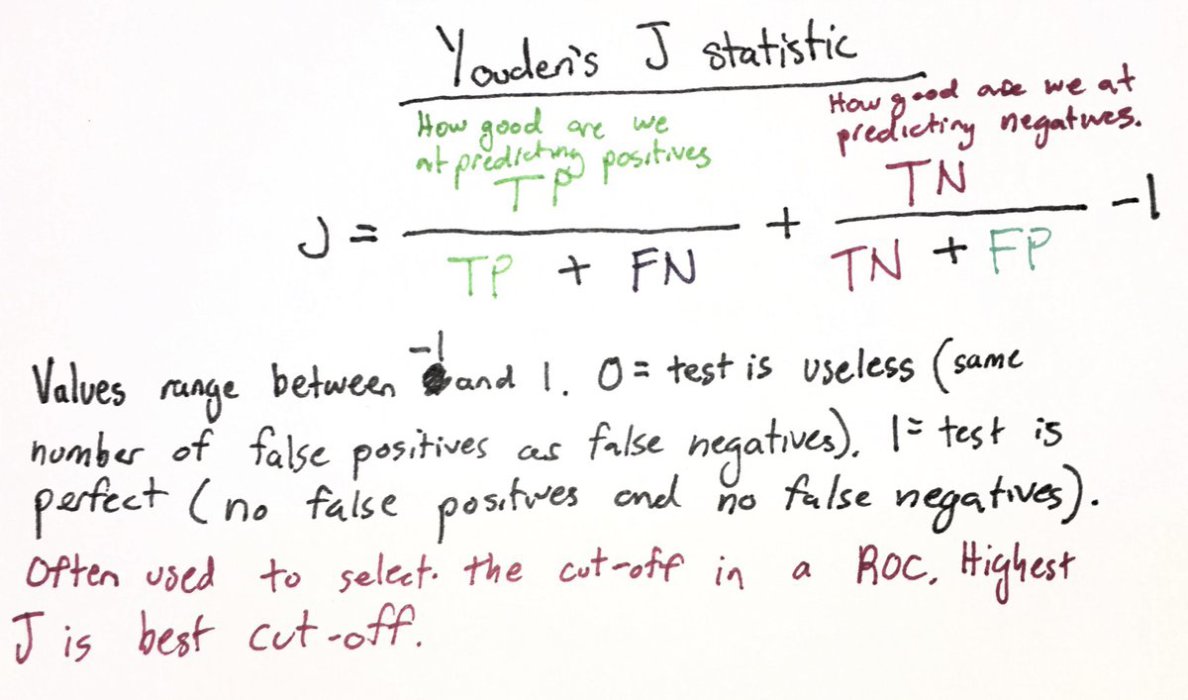 Youden's J statistic
How good are we
at predicting positives
How good are we at
predicting negatives.
J = TP / TP + FN + TN / TN + FP -1
Values range between -1 and 1. 0 = test is useless (same
number of false positives as false negatives). 1 = test is
perfect (no false positives and no false negatives).
Often used to select the cut-off in a ROC. Highest
J is best cut-off.